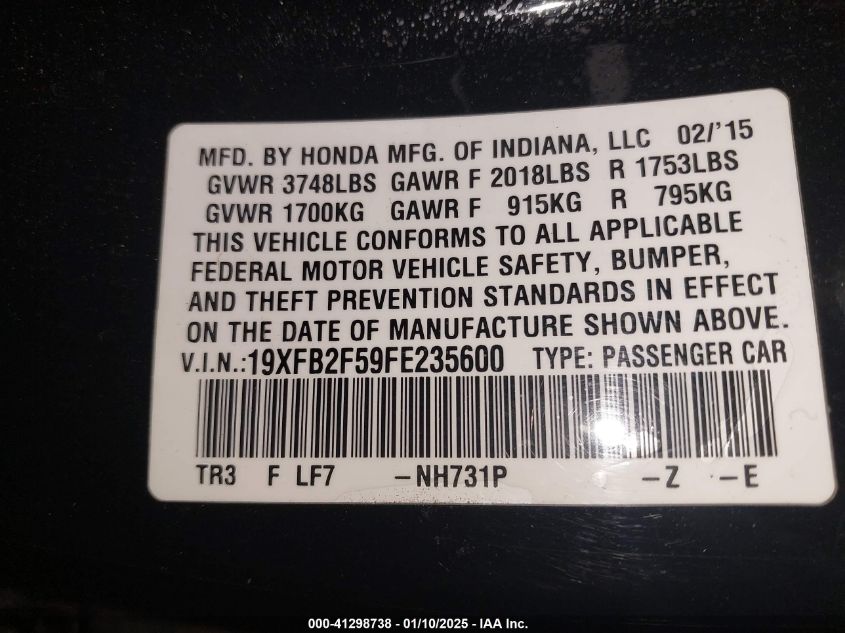 MFD. BY HONDA MFG. OF INDIANA, LLC 02/'15
GVWR 3748LBS GAWR F 2018LBS R 1753LBS
GVWR 1700KG GAWR F 915KG R 795KG
THIS VEHICLE CONFORMS TO ALL APPLICABLE
FEDERAL MOTOR VEHICLE SAFETY, BUMPER,
AND THEFT PREVENTION STANDARDS IN EFFECT
ON THE DATE OF MANUFACTURE SHOWN ABOVE.
V.I.N.:19XFB2F59FE235600 TYPE: PASSENGER CAR
TR3 F LF7 -NH731P -Z -E
000-41298738 - 01/10/2025 - IAA Inc.